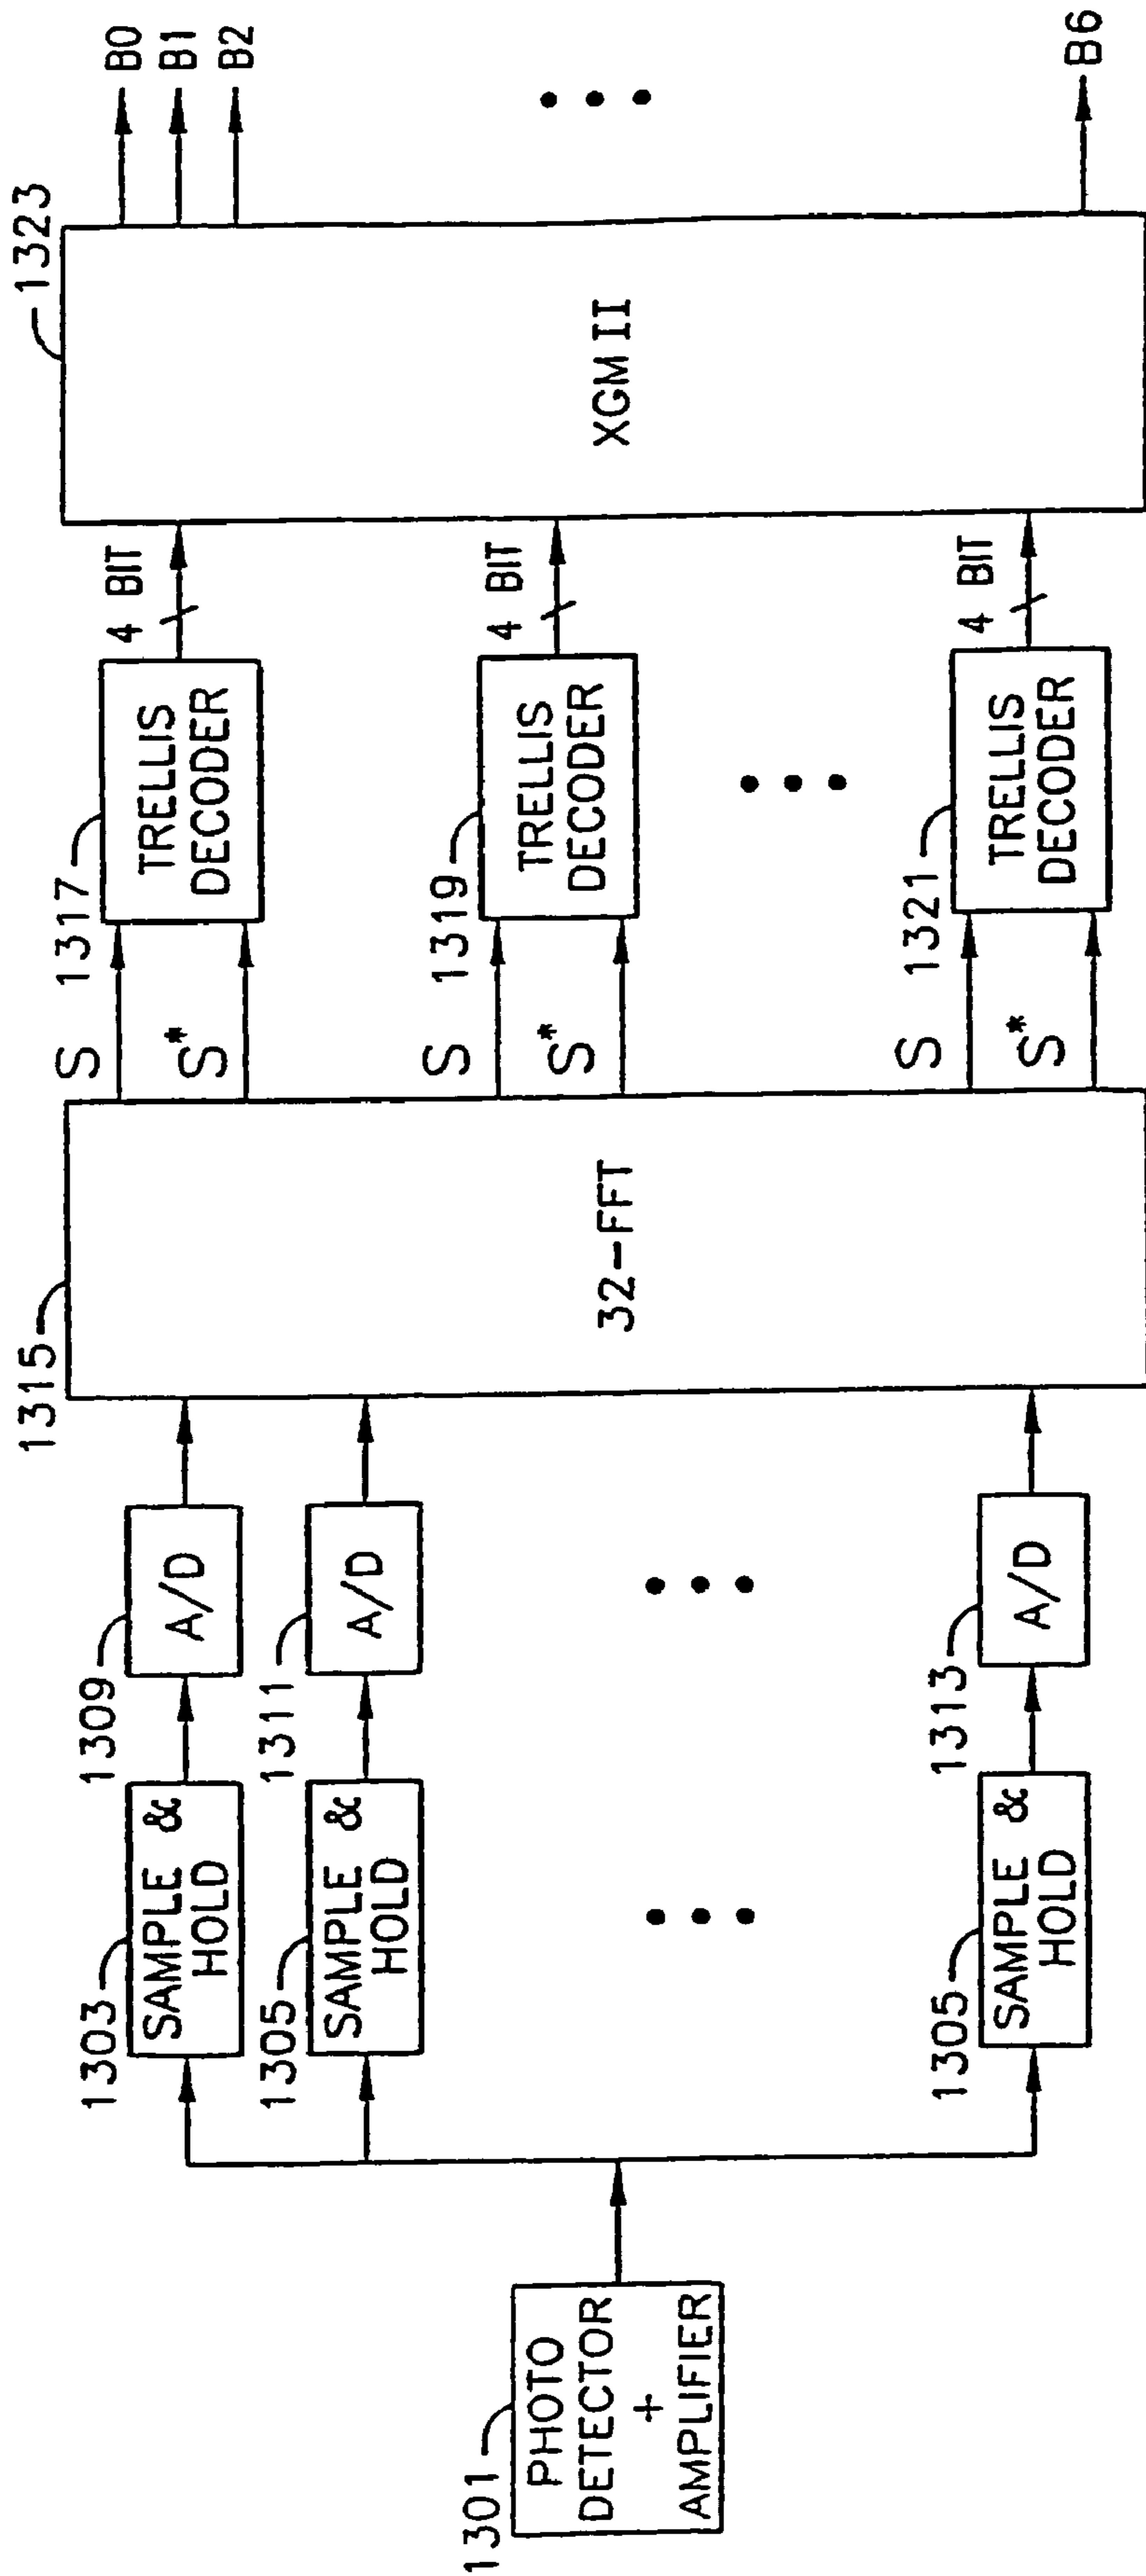 1301
PHOTO
DETECTOR
+
AMPLIFIER
1303
SAMPLE &
HOLD
1305
SAMPLE &
HOLD
1305
SAMPLE &
HOLD
1309
A/D
1311
A/D
1313
A/D
1315
32-FFT
S
S*
S
S*
S
S*
1317
TRELLIS
DECODER
1319
TRELLIS
DECODER
1321
TRELLIS
DECODER
4 BIT
4 BIT
4 BIT
1323
XGMII
B0
B1
B2
B6